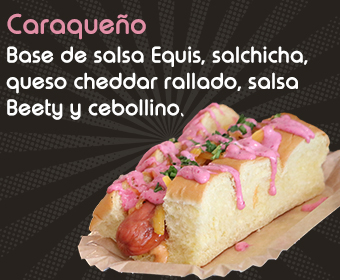 Caraqueño
Base de salsa Equis, salchicha,
queso cheddar rallado, salsa
Beety y cebollino.